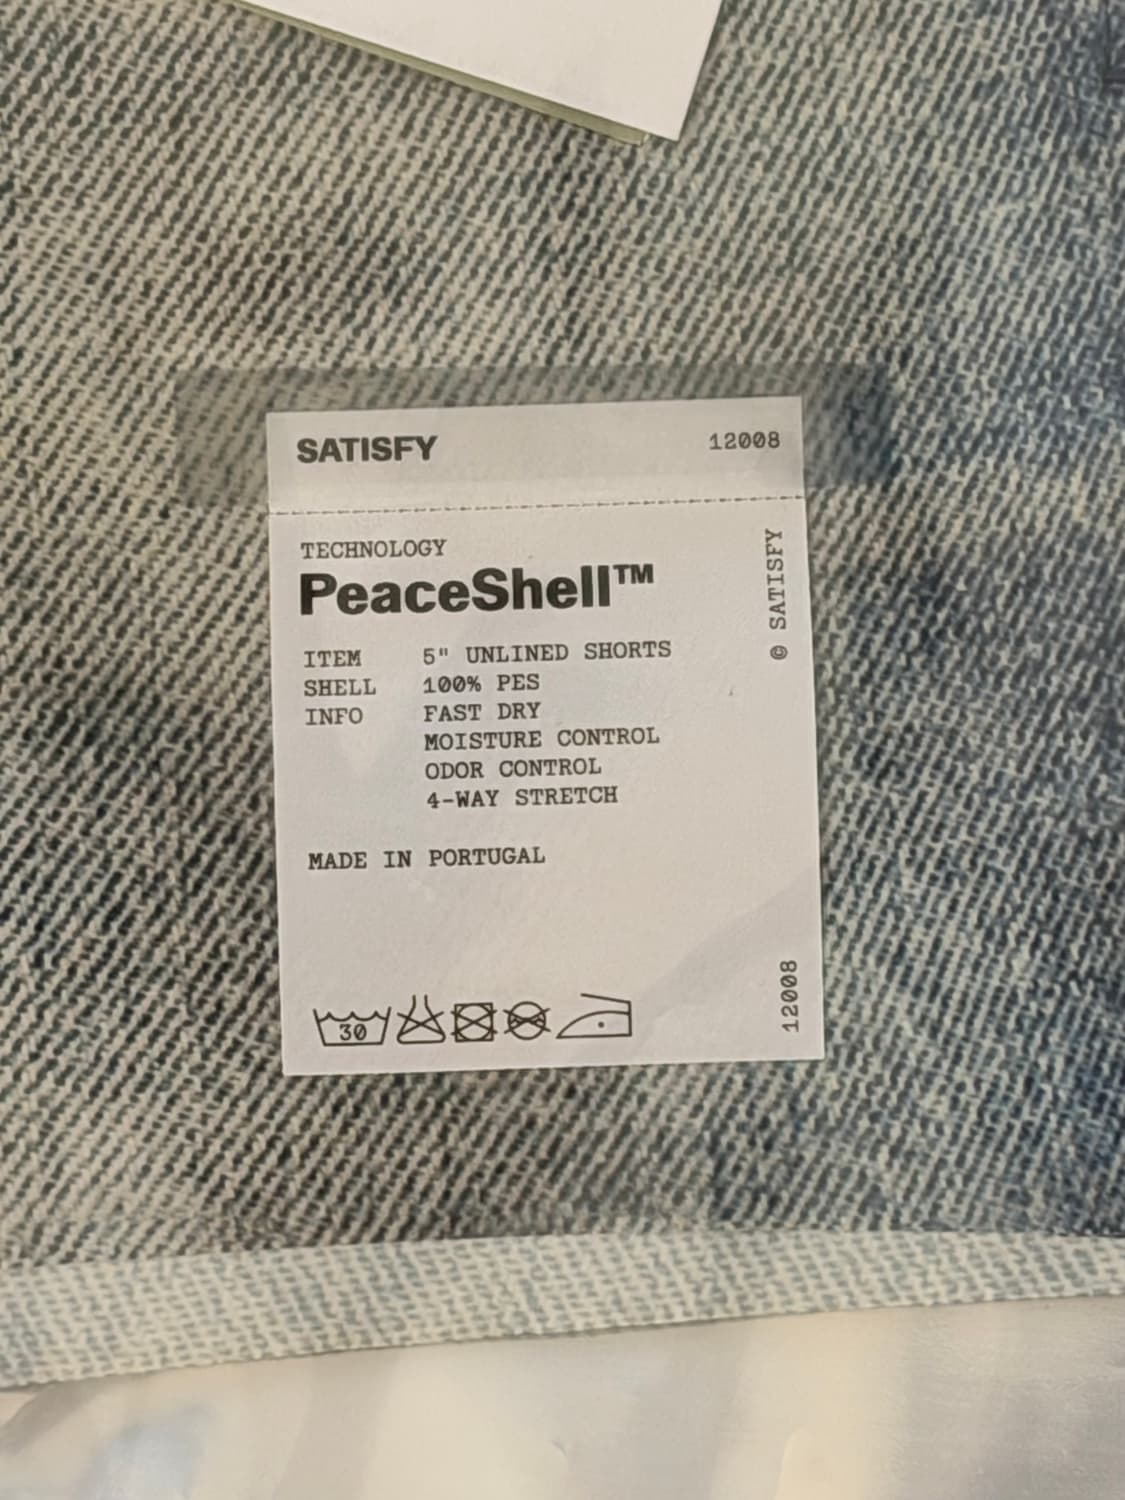 SATISFY 12008
TECHNOLOGY
PeaceShell™
ITEM 5" UNLINED SHORTS
SHELL 100% PES
INFO FAST DRY
MOISTURE CONTROL
ODOR CONTROL
4-WAY STRETCH
MADE IN PORTUGAL
30
© SATISFY
12008